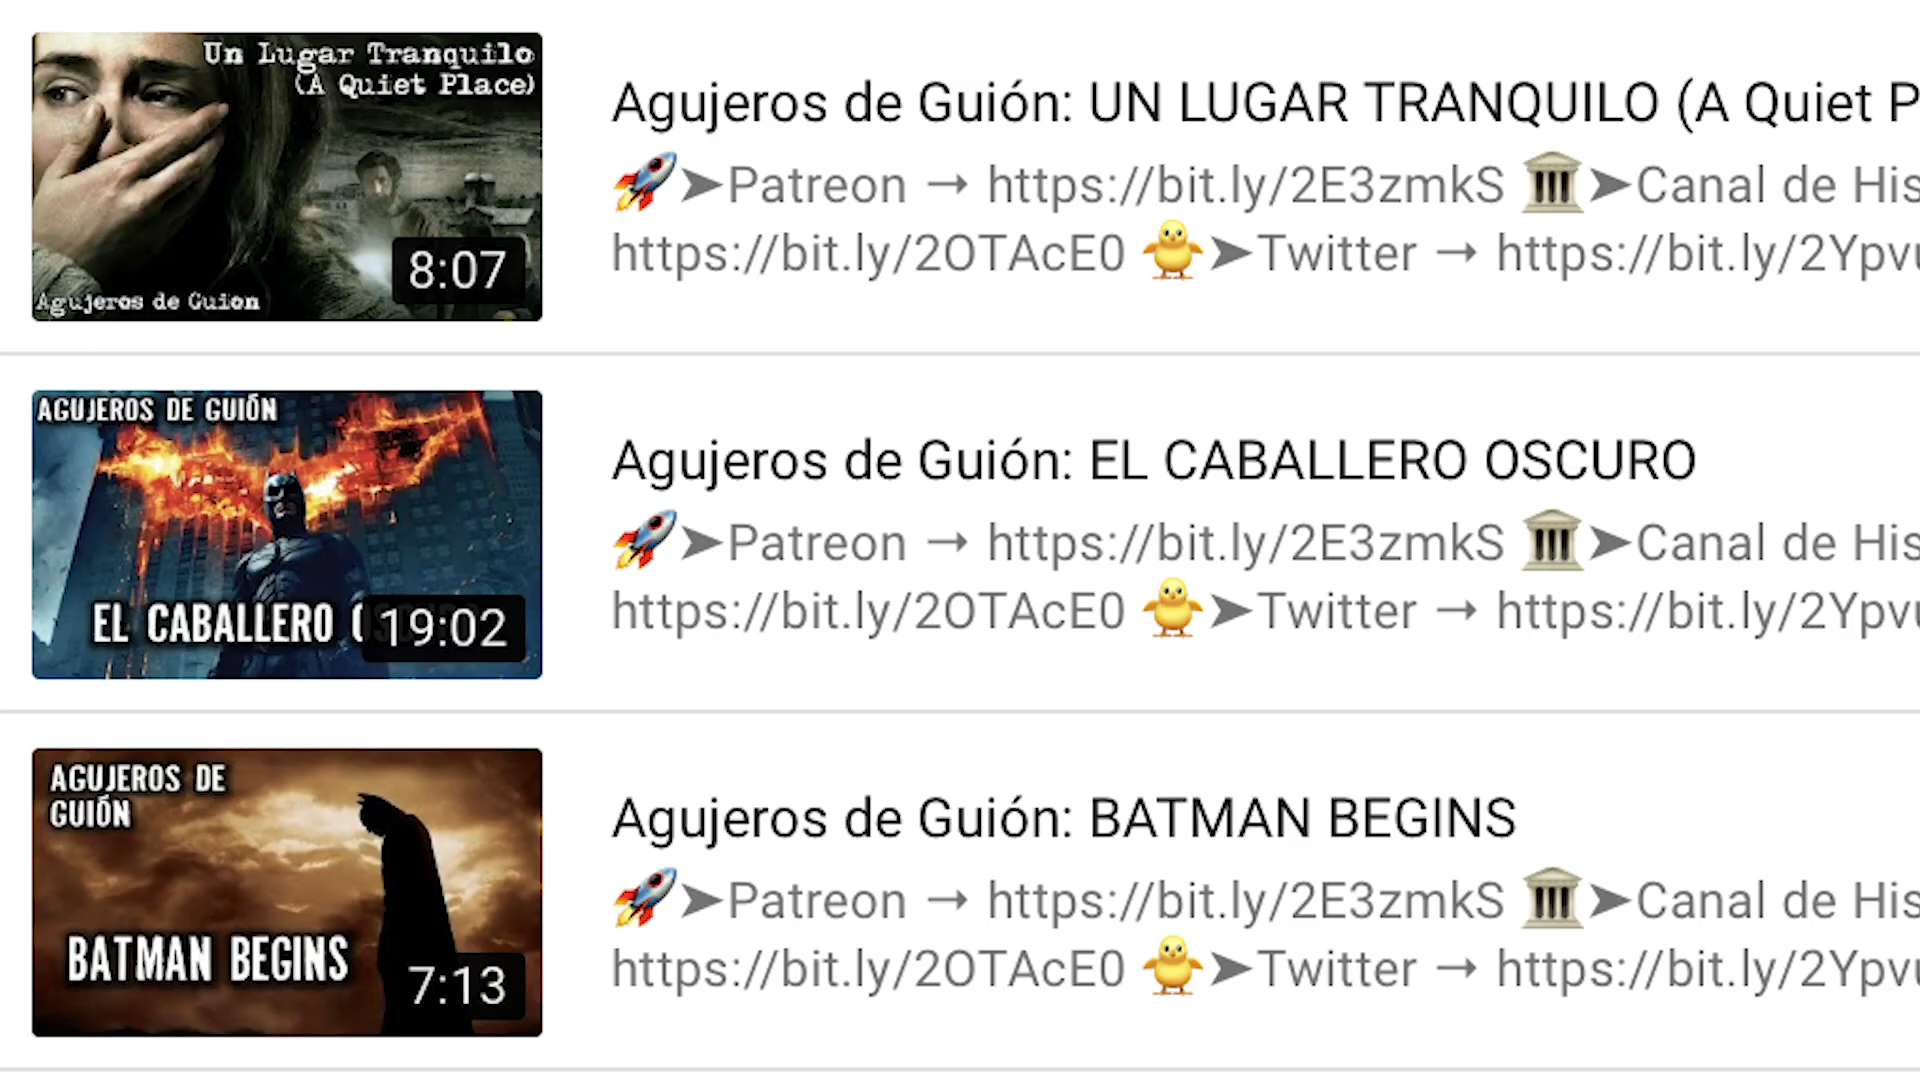 Un Lugar Tranquilo
(A Quiet Place)
8:07
Agujeros de Guion
Agujeros de Guión: UN LUGAR TRANQUILO (A Quiet P
➤Patreon → https://bit.ly/2E3zmkS ➤Canal de His
https://bit.ly/2OTAcE0 ➤Twitter → https://bit.ly/2Ypvu
AGUJEROS DE GUIÓN
EL CABALLERO
19:02
Agujeros de Guión: EL CABALLERO OSCURO
➤Patreon → https://bit.ly/2E3zmkS ➤Canal de His
https://bit.ly/2OTAcE0 ➤Twitter → https://bit.ly/2Ypvu
AGUJEROS DE
GUIÓN
BATMAN BEGINS
7:13
Agujeros de Guión: BATMAN BEGINS
➤Patreon → https://bit.ly/2E3zmkS ➤Canal de His
https://bit.ly/2OTAcE0 ➤Twitter → https://bit.ly/2Ypvu